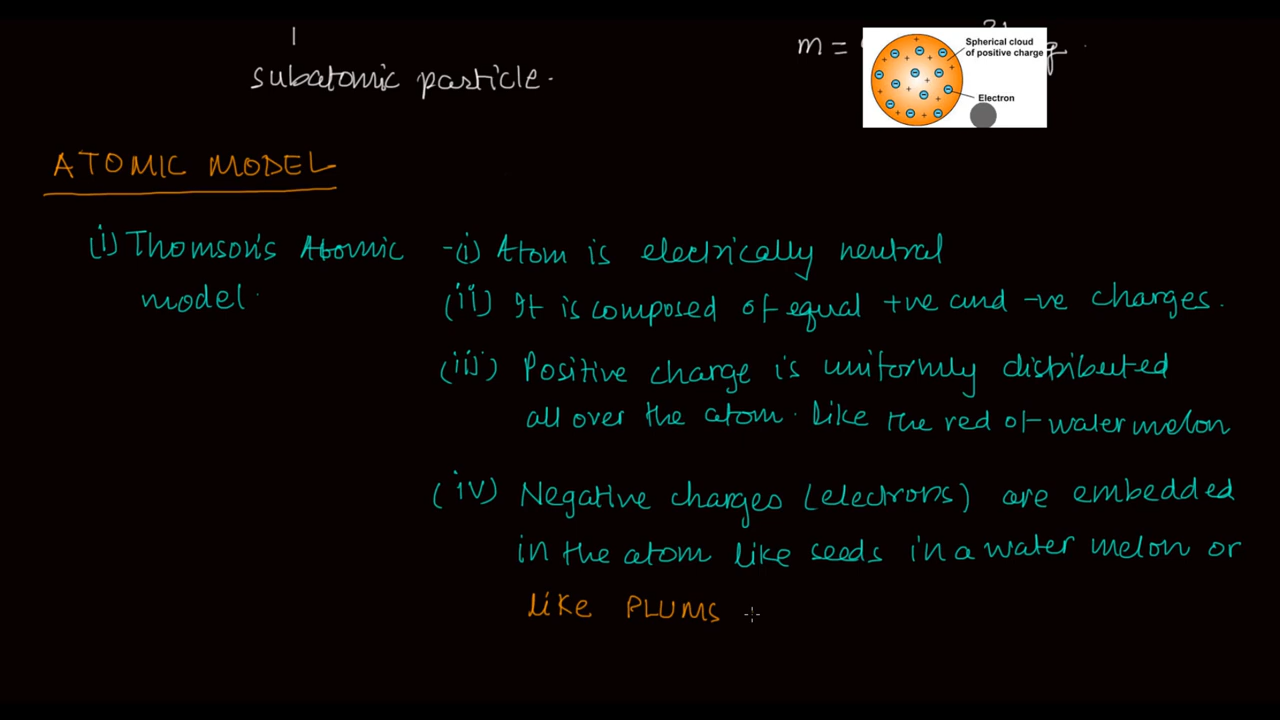 subatomic particle.
m =
Spherical cloud
of positive charge
Electron
ATOMIC MODEL
(i) Thomson's Atomic
model.
-(i) Atom is electrically neutral
(ii) It is composed of equal +ve and -ve charges.
(iii) Positive charge is uniformly distributed
all over the atom. Like the red of water melon
(iv) Negative charges (electrons) are embedded
in the atom like seeds in a water melon or
like PLUMS